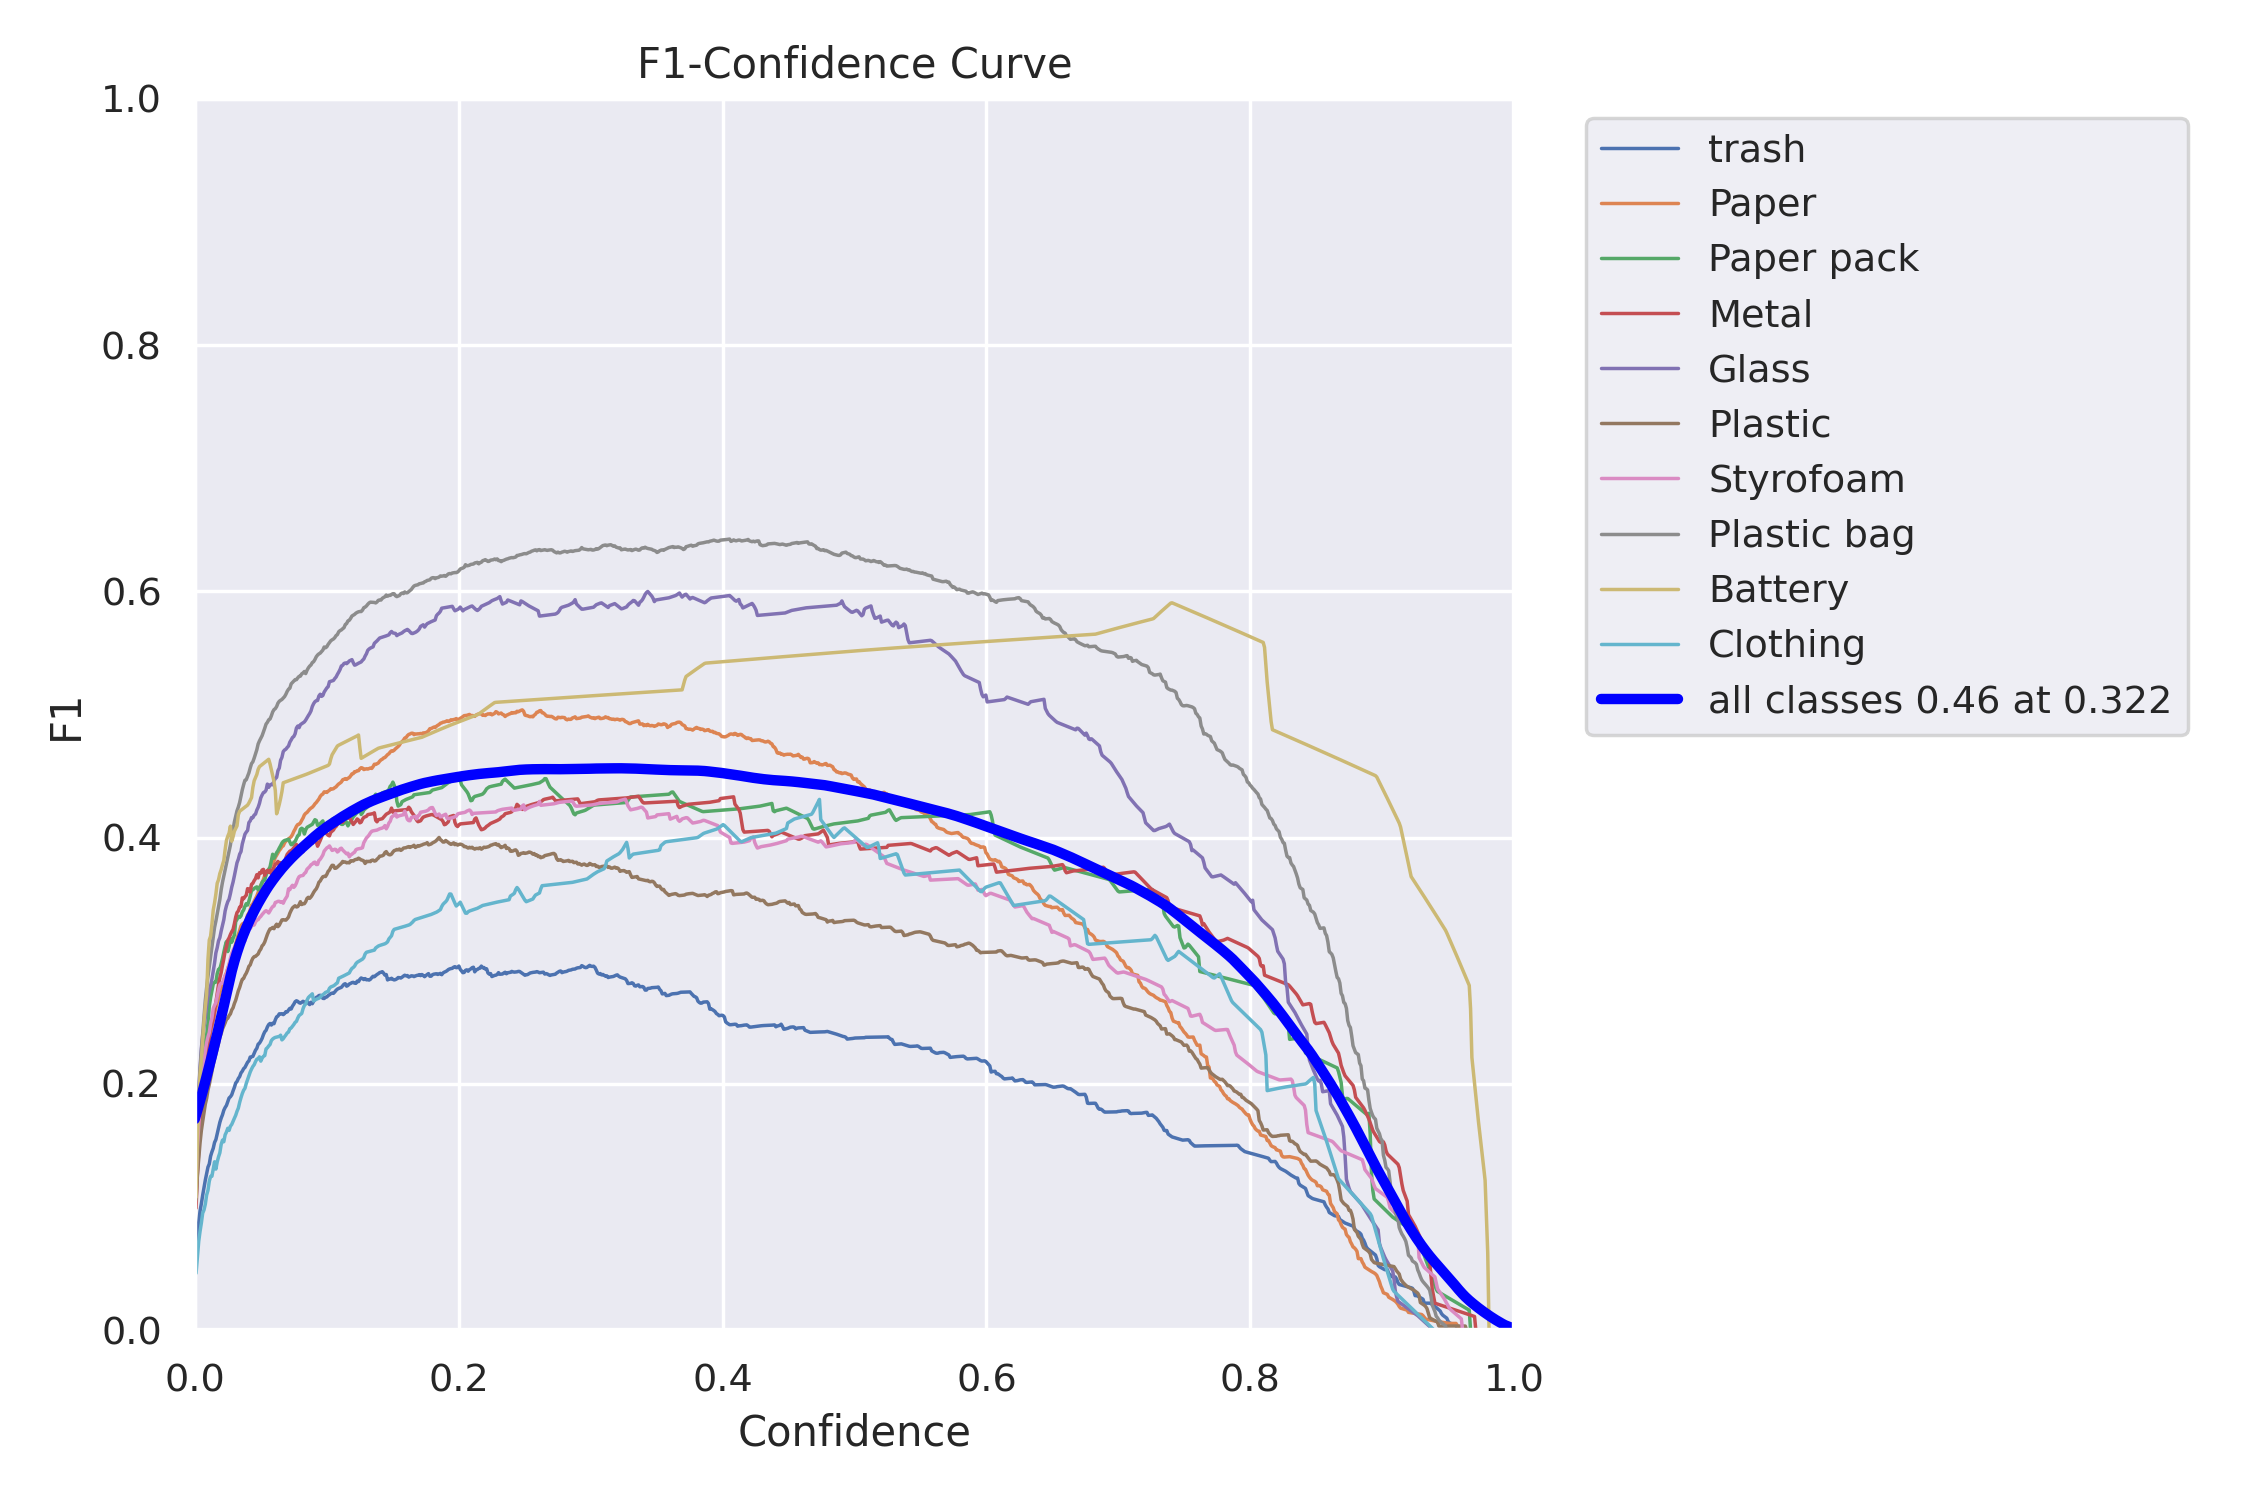 F1-Confidence Curve
1.0
0.8
0.6
0.4
0.2
0.0
F1
0.0 0.2 0.4 0.6 0.8 1.0
Confidence
trash
Paper
Paper pack
Metal
Glass
Plastic
Styrofoam
Plastic bag
Battery
Clothing
all classes 0.46 at 0.322